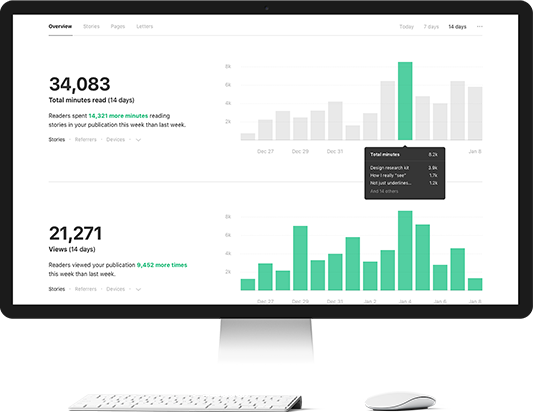 Overview Stories Pages Letters Today 7 days 14 days
34,083
Total minutes read (14 days)
Readers spent 14,321 more minutes reading
stories in your publication this week than last week.
Stories Referrers Devices
8k
6k
4k
2k
Dec 27 Dec 29 Dec 31 Jan 8
Total minutes 8.2k
Design research kit 3.9k
How I really "see" 1.7k
Not just underlines... 1.2k
And 14 others
21,271
Views (14 days)
Readers viewed your publication 9,452 more times
this week than last week.
Stories Referrers Devices
8k
6k
4k
2k
Dec 27 Dec 29 Dec 31 Jan 2 Jan 4 Jan 6 Jan 8